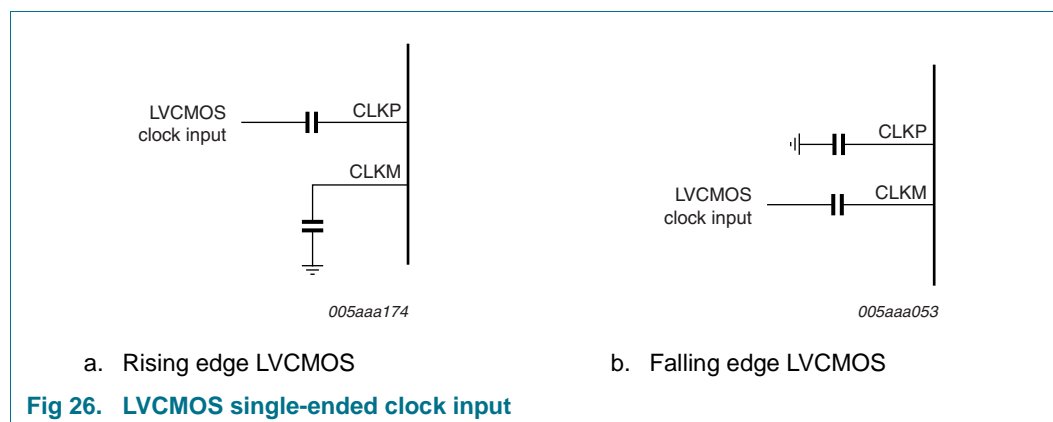 LVCMOS
clock input
CLKP
CLKM
005aaa174
a. Rising edge LVCMOS
CLKP
LVCMOS
clock input
CLKM
005aaa053
b. Falling edge LVCMOS
Fig 26. LVCMOS single-ended clock input